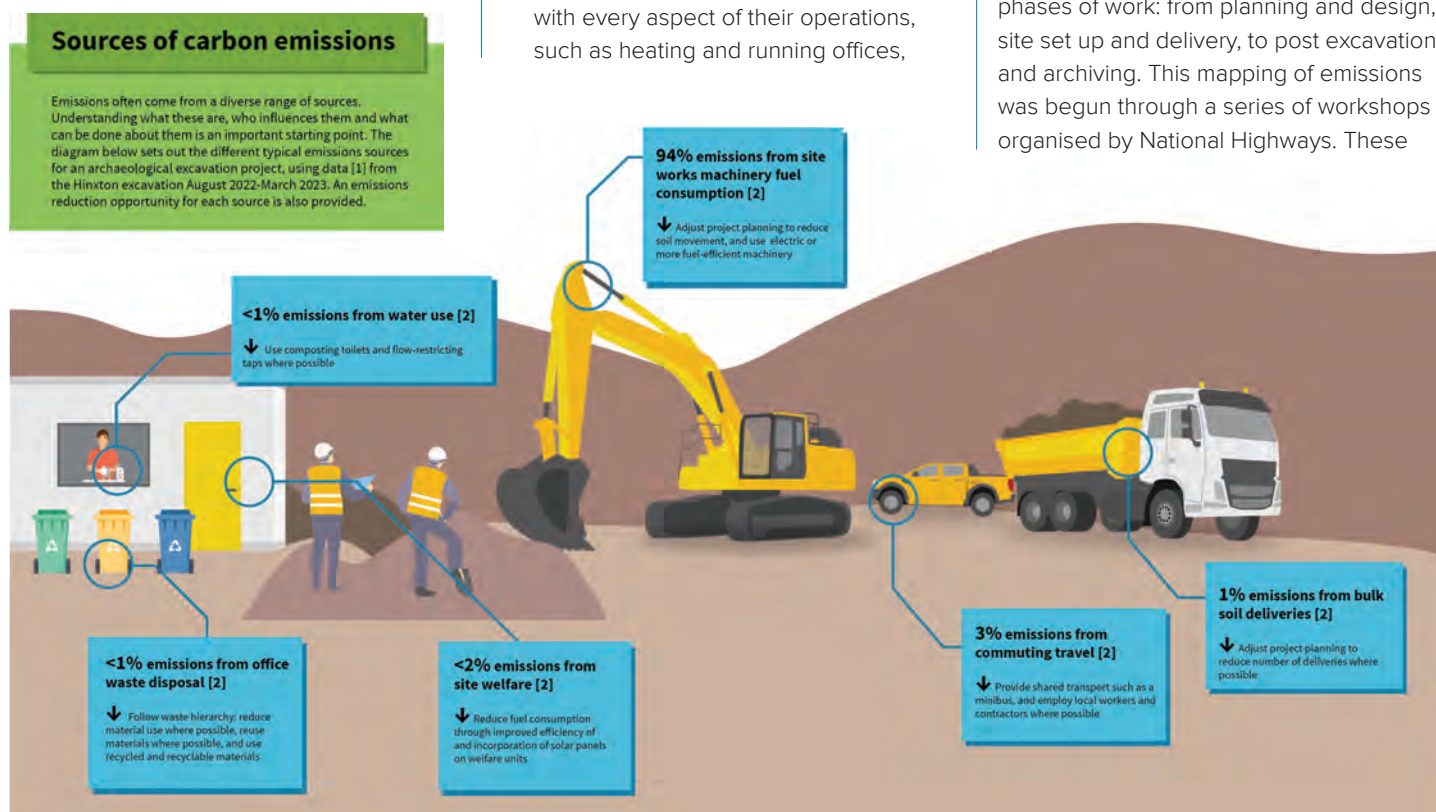 with every aspect of their operations,
such as heating and running offices,
phases of work: from planning and design,
site set up and delivery, to post excavation
and archiving. This mapping of emissions
was begun through a series of workshops
organised by National Highways. These
Sources of carbon emissions
Emissions often come from a diverse range of sources.
Understanding what these are, who influences them and what
can be done about them is an important starting point. The
diagram below sets out the different typical emissions sources
for an archaeological excavation project, using data [1] from
the Hinxton excavation August 2022-March 2023. An emissions
reduction opportunity for each source is also provided.
94% emissions from site
works machinery fuel
consumption [2]
Adjust project planning to reduce
soil movement, and use electric or
more fuel-efficient machinery
<1% emissions from water use [2]
Use composting toilets and flow-restricting
taps where possible
<1% emissions from office
waste disposal [2]
Follow waste hierarchy: reduce
material use where possible, reuse
materials where possible, and use
recycled and recyclable materials
<2% emissions from
site welfare [2]
Reduce fuel consumption
through improved efficiency of
and incorporation of solar panels
on welfare units
3% emissions from
commuting travel [2]
Provide shared transport such as a
minibus, and employ local workers and
contractors where possible
1% emissions from bulk
soil deliveries [2]
Adjust project planning to
reduce number of deliveries where
possible